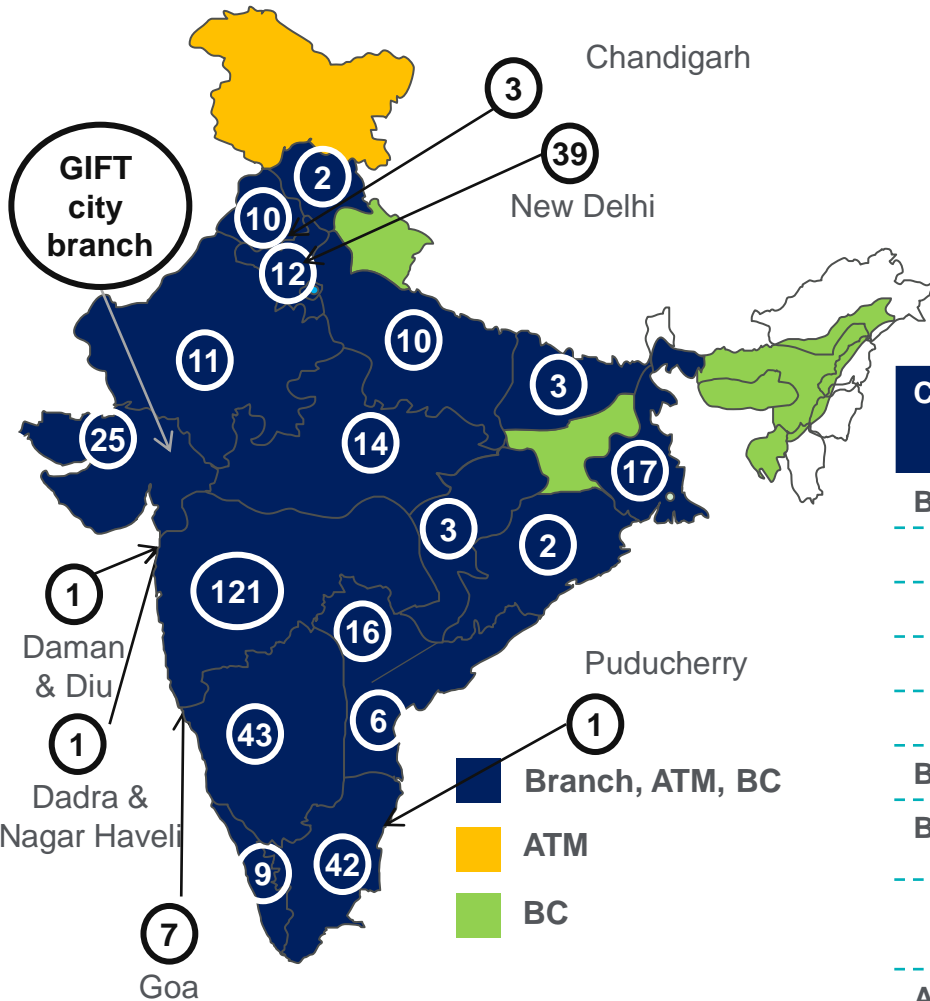 Chandigarh
3
39
New Delhi
GIFT
city
branch
2
10
12
11
10
3
25
14
17
3
2
121
1
Daman
& Diu
16
Puducherry
1
43
6
1
Dadra &
Nagar Haveli
Branch, ATM, BC
ATM
BC
9
42
7
Goa
C
B
B
B
A